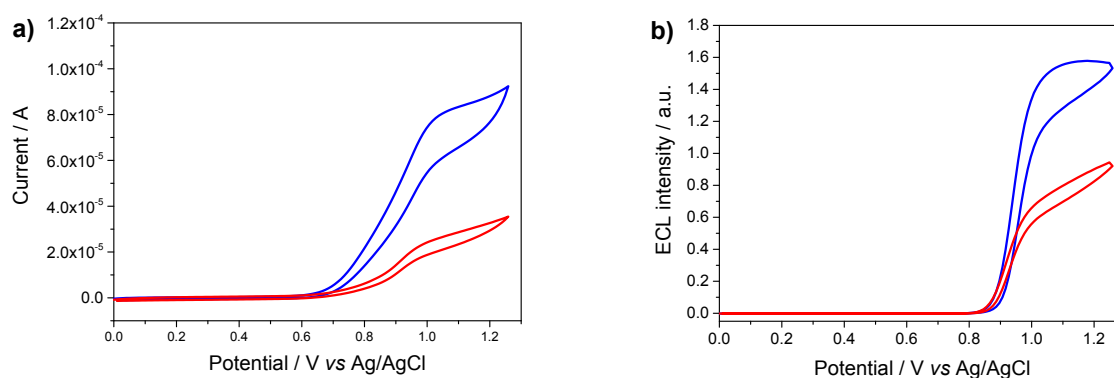 a)
Current / A
1.2x10⁻⁴
1.0x10⁻⁴
8.0x10⁻⁵
6.0x10⁻⁵
4.0x10⁻⁵
2.0x10⁻⁵
0.0
0.0 0.2 0.4 0.6 0.8 1.0 1.2
Potential / V vs Ag/AgCl
b)
ECL intensity / a.u.
1.8
1.6
1.4
1.2
1.0
0.8
0.6
0.4
0.2
0.0
0.0 0.2 0.4 0.6 0.8 1.0 1.2
Potential / V vs Ag/AgCl